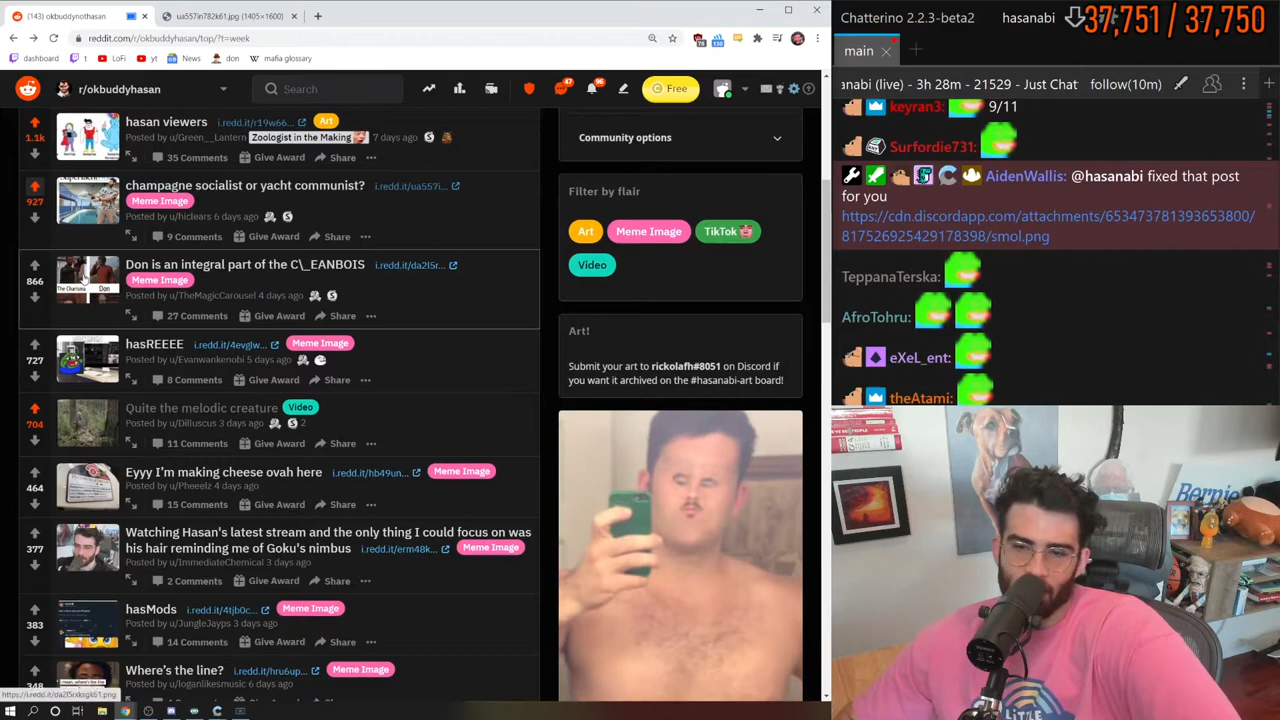 (143) okbuddynothasan
ua557in782k61.jpg (1405×1600)
reddit.com/r/okbuddyhasan/top/?t=week
dashboard
t
LoFi
yt
News
don
mafia glossary
r/okbuddyhasan
Search
Free
hasan viewers
i.redd.it/r19w66...
Art
1.1k
Posted by u/Green__Lantern
Zoologist in the Making
7 days ago
35 Comments
Give Award
Share
champagne socialist or yacht communist?
i.redd.it/ua557i...
927
Meme Image
Posted by u/hiclears 6 days ago
9 Comments
Give Award
Share
Don is an integral part of the C\_EANBOIS
i.redd.it/da2l5r...
866
Meme Image
The Charisma
Don
Posted by u/TheMagicCarousel 4 days ago
27 Comments
Give Award
Share
hasREEEE
i.redd.it/4evglw...
Meme Image
727
Posted by u/Evanwankenobi 5 days ago
8 Comments
Give Award
Share
Quite the melodic creature
Video
704
Posted by u/Dilluscus 3 days ago
2
11 Comments
Give Award
Share
Eyyy I'm making cheese ovah here
i.redd.it/hb49un...
Meme Image
464
Posted by u/Pheeelz 4 days ago
15 Comments
Give Award
Share
Watching Hasan's latest stream and the only thing I could focus on was
his hair reminding me of Goku's nimbus
i.redd.it/erm48k...
Meme Image
377
Posted by u/ImmediateChemical 3 days ago
2 Comments
Give Award
Share
hasMods
i.redd.it/4tjb0c...
Meme Image
383
Posted by u/JungleJayps 3 days ago
14 Comments
Give Award
Share
Where's the line?
i.redd.it/hru6up...
Meme Image
348
Posted by u/loganlikesmusic 6 days ago
https://i.redd.it/da2l5rxksgk61.png
Community options
Filter by flair
Art
Meme Image
TikTok
Video
Art!
Submit your art to rickolafh#8051 on Discord if
you want it archived on the #hasanabi-art board!
Chatterino 2.2.3-beta2
hasanabi
37,751 / 37,750
main
anabi (live) - 3h 28m - 21529 - Just Chat
follow(10m)
keyran3:
9/11
Surfordie731:
AidenWallis: @hasanabi fixed that post
for you
https://cdn.discordapp.com/attachments/653473781393653800/
817526925429178398/smol.png
TeppanaTerska:
AfroTohru:
eXeL_ent:
theAtami:
Bernie